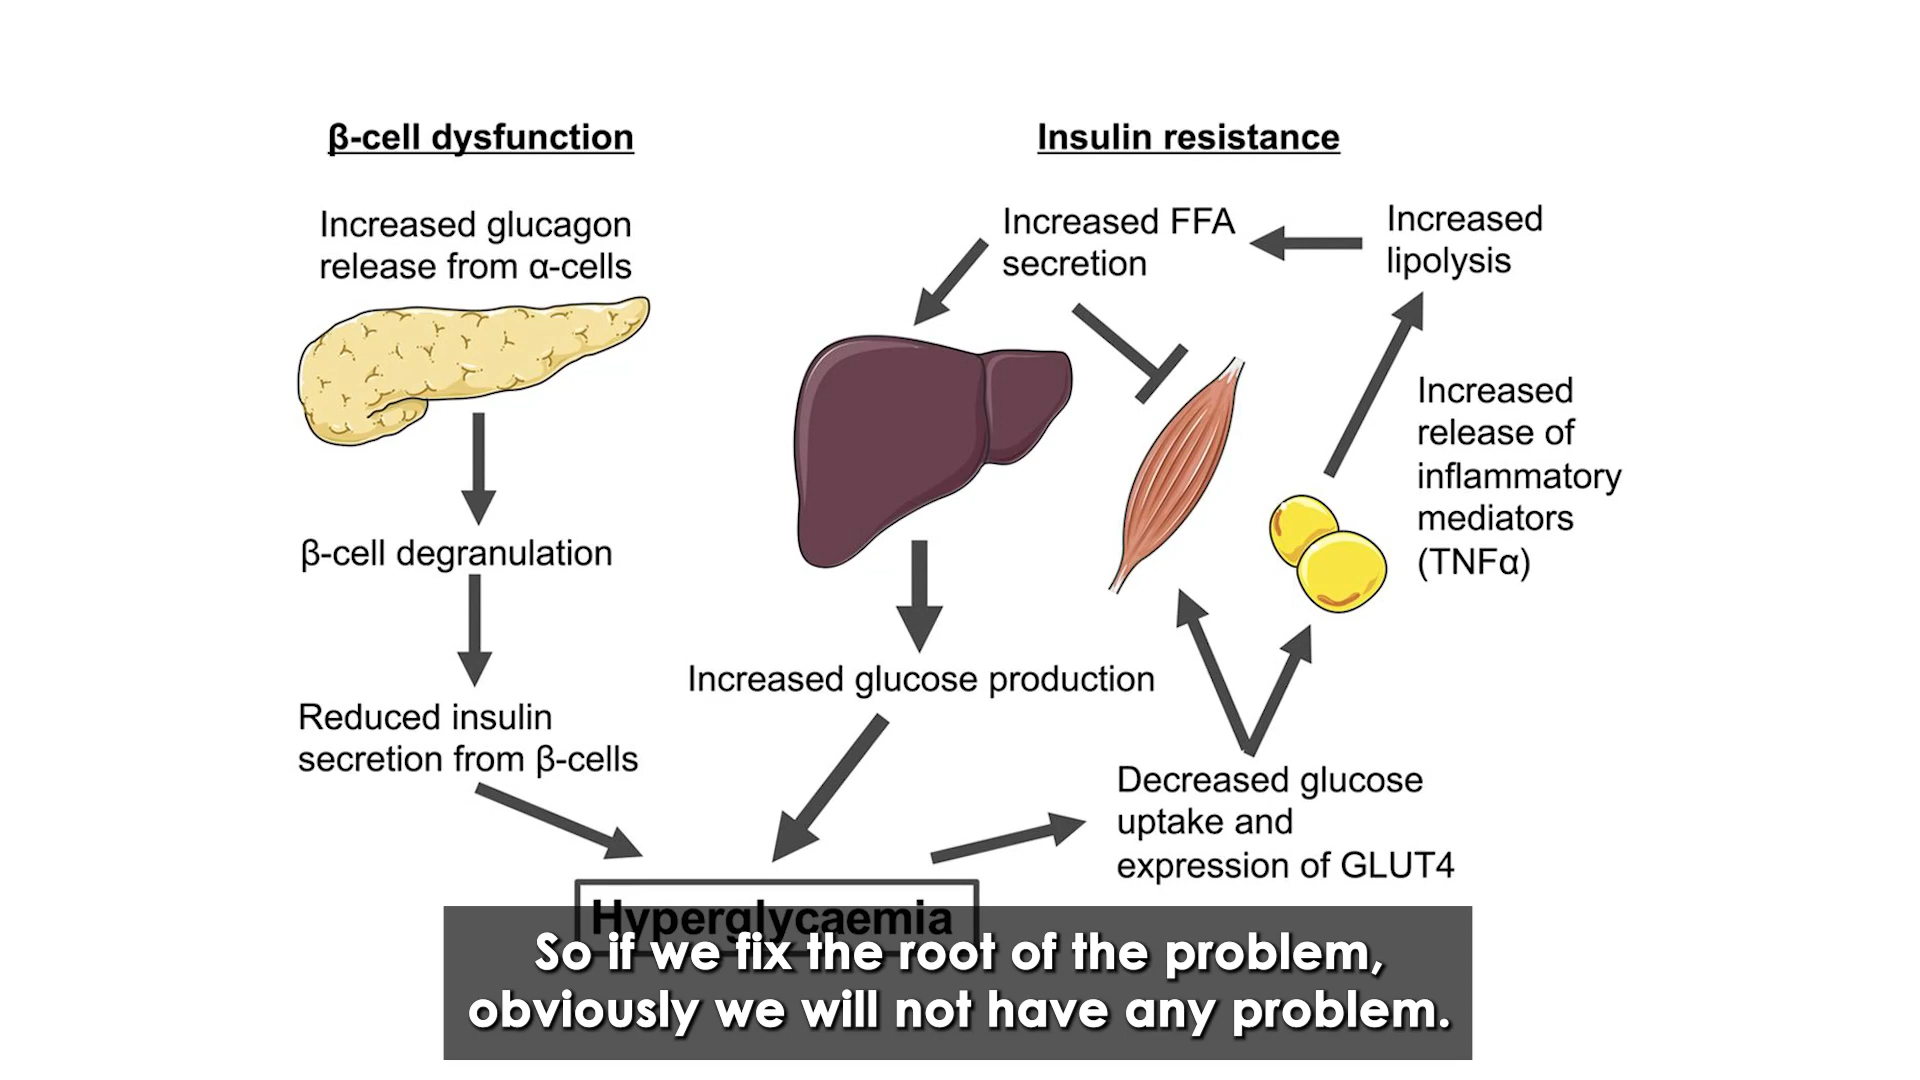 β-cell dysfunction
Increased glucagon
release from α-cells
β-cell degranulation
Reduced insulin
secretion from β-cells
Insulin resistance
Increased FFA
secretion
Increased
lipolysis
Increased
release of
inflammatory
mediators
(TNFα)
Increased glucose production
Decreased glucose
uptake and
expression of GLUT4
Hyperglycaemia
So if we fix the root of the problem,
obviously we will not have any problem.